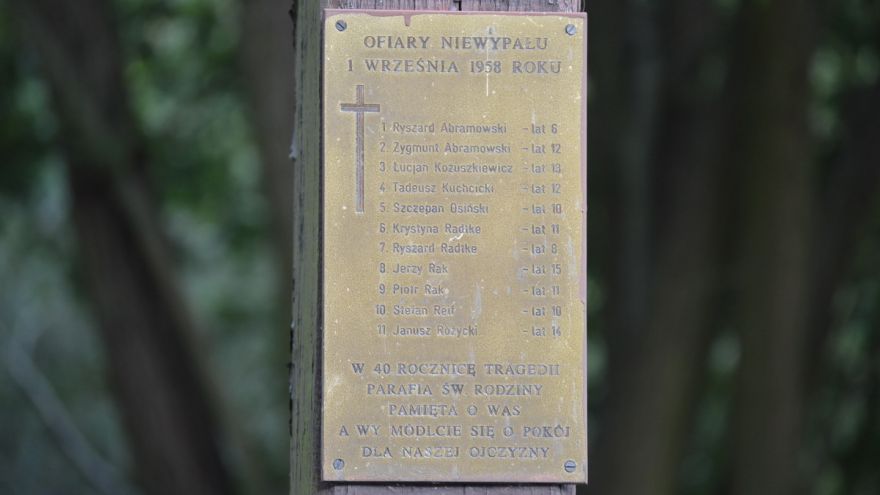 OFIARY NIEWYPAŁU
1 WRZEŚNIA 1958 ROKU
1 Ryszard Abramowski - lat 6
2. Zygmunt Abramowski - lat 12
3 Łucjan Kozuszkiewicz - lat 13
4 Tadeusz Kuchcicki - lat 12
5. Szczepan Osiński - lat 10
6. Krystyna Radtke - lat 11
7. Ryszard Radtke - lat 8
8. Jerzy Rak - lat 15
9. Piotr Rak - lat 11
10. Stefan Reif - lat 10
11 Janusz Różycki - lat 14
W 40 ROCZNICĘ TRAGEDII
PARAFIA ŚW. RODZINY
PAMIĘTA O WAS
A WY MÓDLCIE SIĘ O POKÓJ
DLA NASZEJ OJCZYZNY